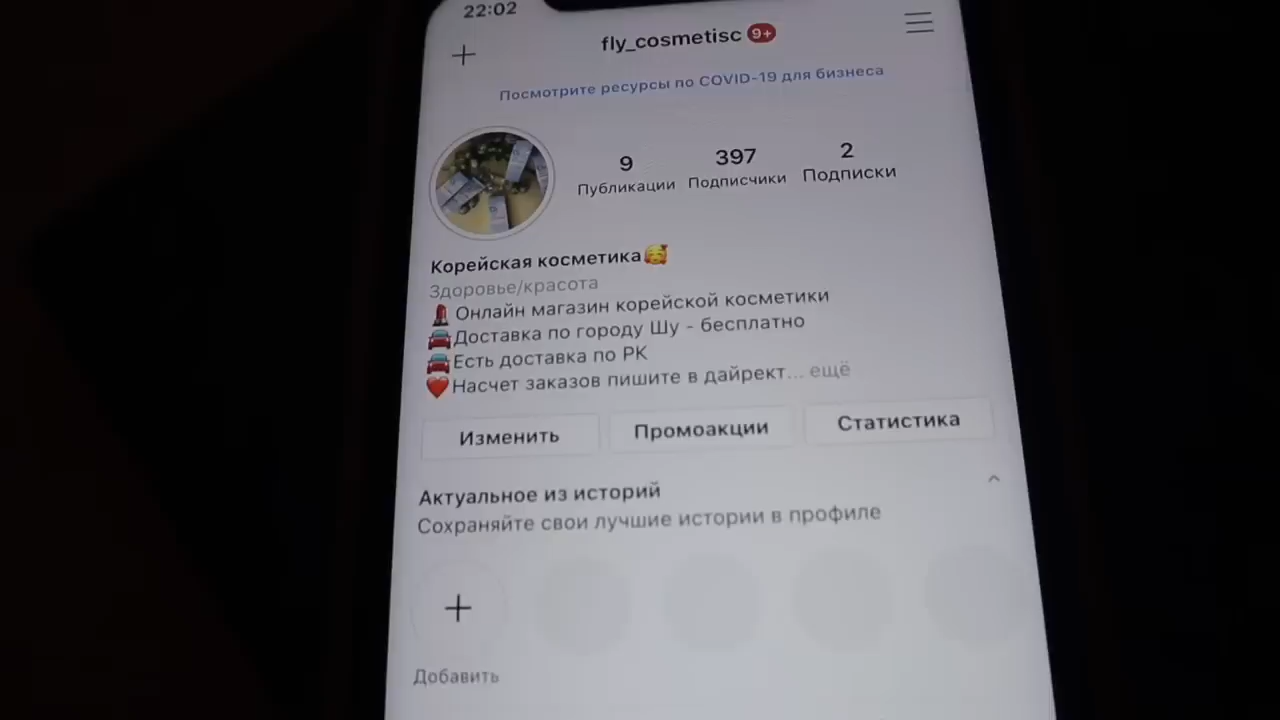 22:02
fly_cosmetisc 9+
Посмотрите ресурсы по COVID-19 для бизнеса
9 397 2
Публикации Подписчики Подписки
Корейская косметика🥰
Здоровье/красота
💄Онлайн магазин корейской косметики
🚘Доставка по городу Шу - бесплатно
🚘Есть доставка по РК
❤️Насчет заказов пишите в дайрект... ещё
Изменить Промоакции Статистика
Актуальное из историй
Сохраняйте свои лучшие истории в профиле
Добавить